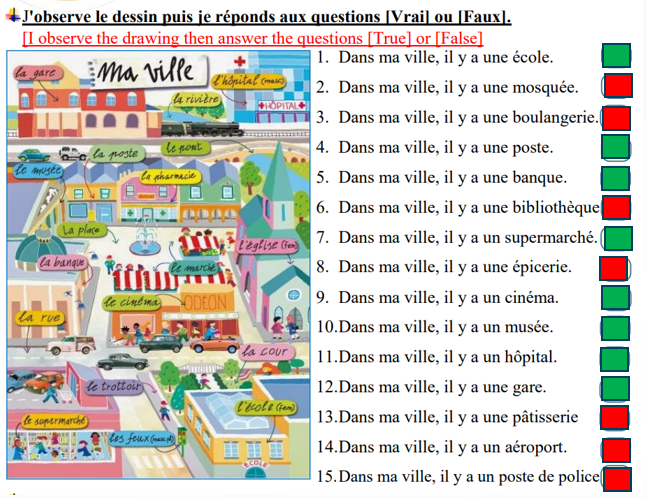 J'observe le dessin puis je réponds aux questions [Vrai] ou [Faux].
[I observe the drawing then answer the questions [True] or [False]
ma ville
la gare
l'hôpital (masc)
la rivière
HÔPITAL
la poste
le pont
le musée
la pharmacie
La place
l'église (fem)
la banque
le marché
le cinéma
ODEON
la rue
la cour
le trottoir
l'école (fem)
le supermarché
les feux (masc.pl)
ECOLE
1. Dans ma ville, il y a une école.
2. Dans ma ville, il y a une mosquée.
3. Dans ma ville, il y a une boulangerie.
4. Dans ma ville, il y a une poste.
5. Dans ma ville, il y a une banque.
6. Dans ma ville, il y a une bibliothèque
7. Dans ma ville, il y a un supermarché.
8. Dans ma ville, il y a une épicerie.
9. Dans ma ville, il y a un cinéma.
10.Dans ma ville, il y a un musée.
11.Dans ma ville, il y a un hôpital.
12.Dans ma ville, il y a une gare.
13.Dans ma ville, il y a une pâtisserie
14.Dans ma ville, il y a un aéroport.
15.Dans ma ville, il y a un poste de police